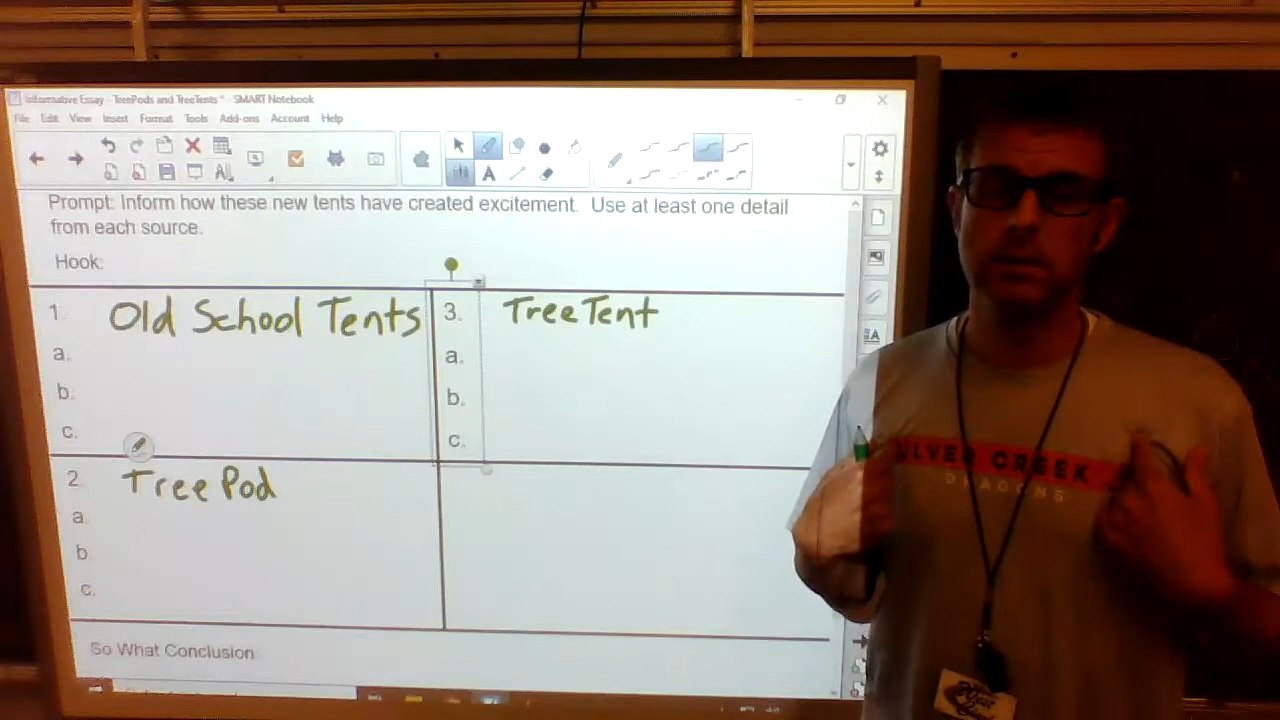 Informative Essay - TreePods and TreeTents * - SMART Notebook
File Edit View Insert Format Tools Add-ons Account Help
Prompt: Inform how these new tents have created excitement. Use at least one detail
from each source.
Hook:
1. Old School Tents
a.
b.
c.
2. Tree Pod
a.
b.
c.
3. TreeTent
a.
b.
c.
So What Conclusion
CREEK
DRAGONS